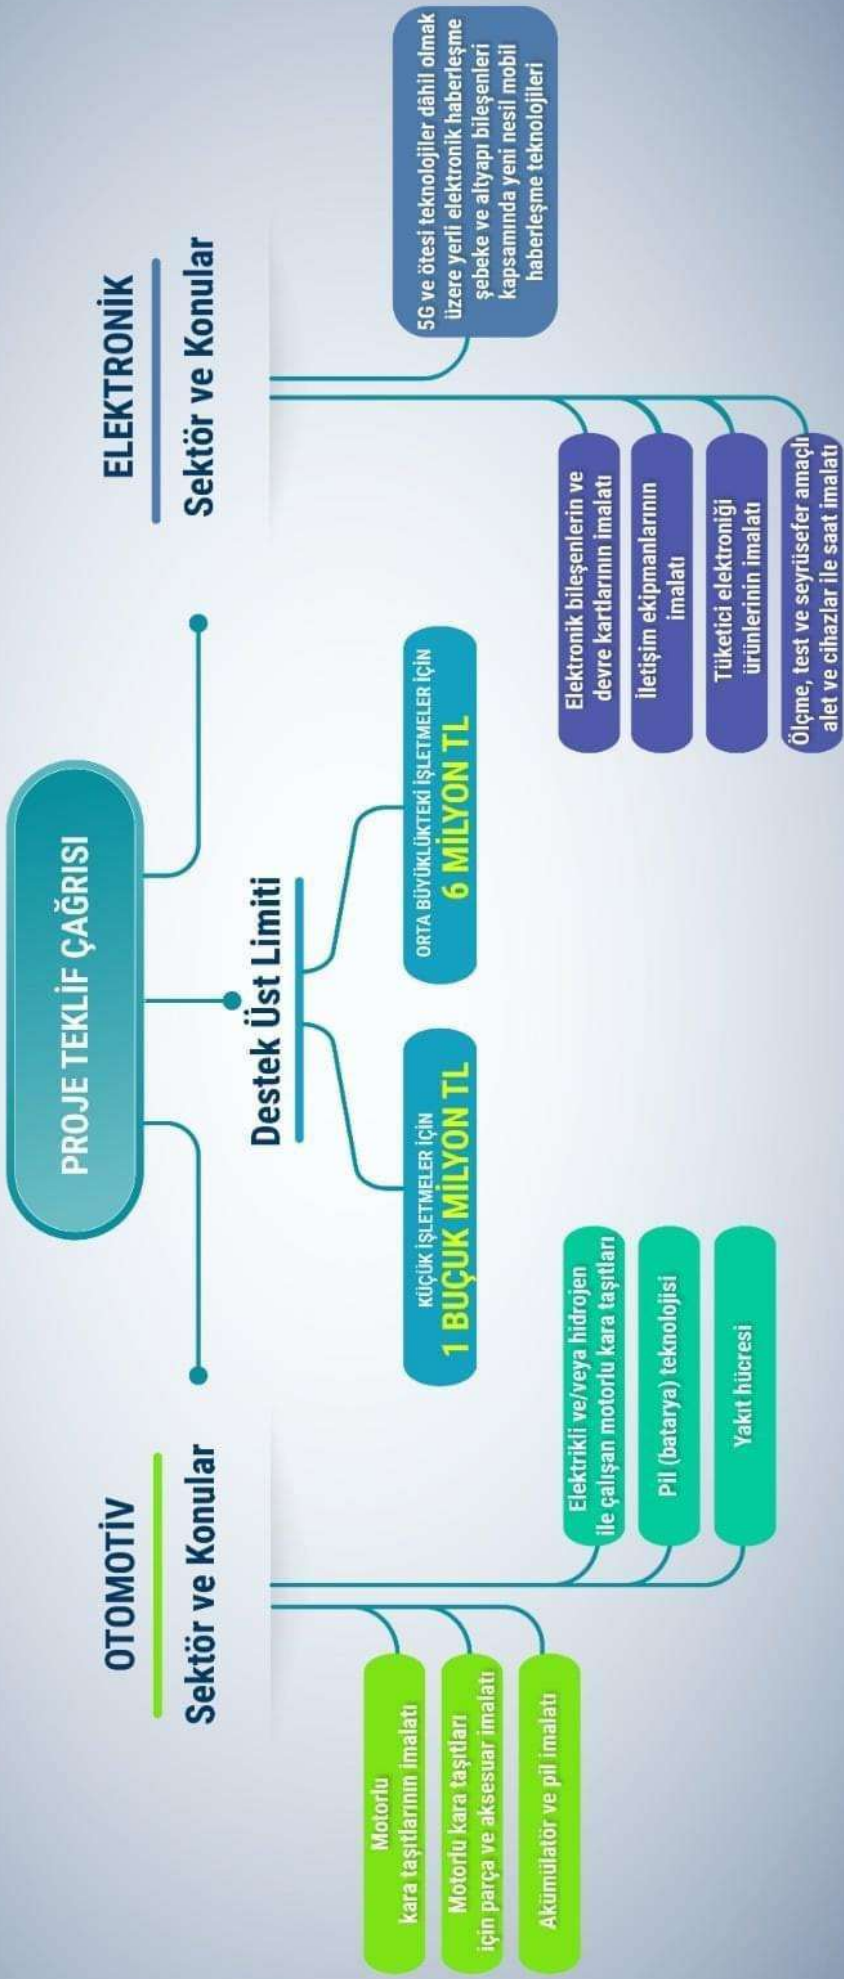 PROJE TEKLİF ÇAĞRISI
OTOMOTİV
Sektör ve Konular
Motorlu
kara taşıtlarının imalatı
Motorlu kara taşıtları
için parça ve aksesuar imalatı
Akümülatör ve pil imalatı
Elektrikli ve/veya hidrojen
ile çalışan motorlu kara taşıtları
Pil (batarya) teknolojisi
Yakıt hücresi
Destek Üst Limiti
KÜÇÜK İŞLETMELER İÇİN
1 BUÇUK MİLYON TL
ORTA BÜYÜKLÜKTEKİ İŞLETMELER İÇİN
6 MİLYON TL
ELEKTRONİK
Sektör ve Konular
Elektronik bileşenlerin ve
devre kartlarının imalatı
İletişim ekipmanlarının
imalatı
Tüketici elektroniği
ürünlerinin imalatı
Ölçme, test ve seyrüsefer amaçlı
alet ve cihazlar ile saat imalatı
5G ve ötesi teknolojiler dâhil olmak
üzere yerli elektronik haberleşme
şebeke ve altyapı bileşenleri
kapsamında yeni nesil mobil
haberleşme teknolojileri